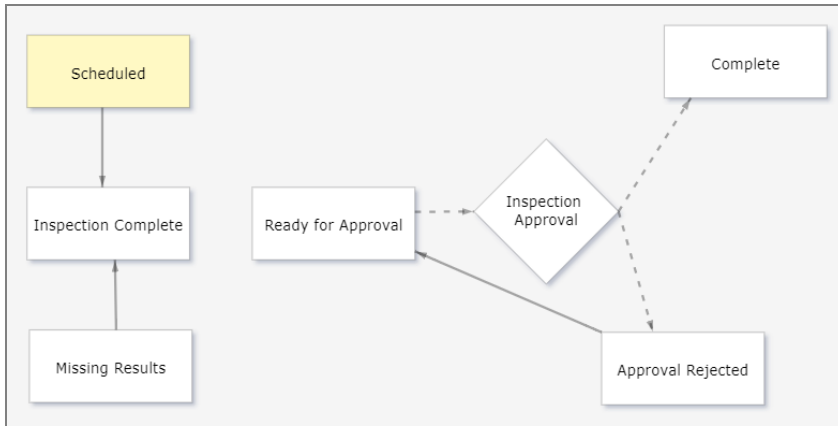 Scheduled
Complete
Inspection Complete
Ready for Approval
Inspection
Approval
Missing Results
Approval Rejected